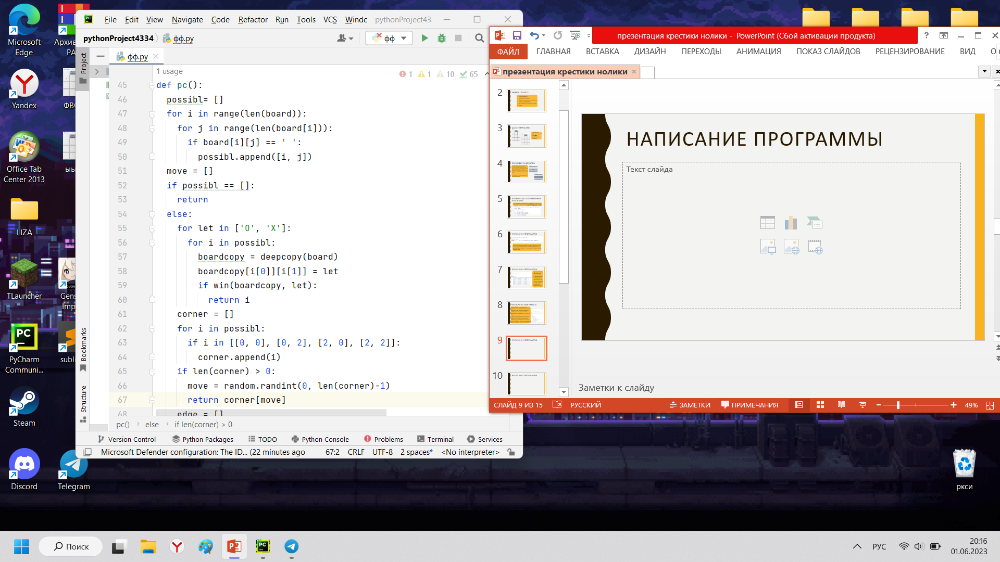 Microsoft
Edge
Yandex
Office Tab
Center 2013
LIZA
TLauncher
PyCharm
Communi...
Steam
Discord
Telegram
File Edit View Navigate Code Refactor Run Tools VCS Windo pythonProject43
pythonProject4334 фф.py
фф
Project
фф.py
1 usage
1 1 10 65
45 def pc():
46 possibl= []
47 for i in range(len(board)):
48 for j in range(len(board[i])):
49 if board[i][j] == ' ':
50 possibl.append([i, j])
51 move = []
52 if possibl == []:
53 return
54 else:
55 for let in ['O', 'X']:
56 for i in possibl:
57 boardcopy = deepcopy(board)
58 boardcopy[i[0]][i[1]] = let
59 if win(boardcopy, let):
60 return i
61 corner = []
62 for i in possibl:
63 if i in [[0, 0], [0, 2], [2, 0], [2, 2]]:
64 corner.append(i)
65 if len(corner) > 0:
66 move = random.randint(0, len(corner)-1)
67 return corner[move]
68 edge = []
Bookmarks
Structure
pc() else if len(corner) > 0
Version Control Python Packages TODO Python Console Problems Terminal Services
Microsoft Defender configuration: The ID... (22 minutes ago 67:2 CRLF UTF-8 2 spaces* <No interpreter>
презентация крестики нолики - PowerPoint (Сбой активации продукта)
ФАЙЛ ГЛАВНАЯ ВСТАВКА ДИЗАЙН ПЕРЕХОДЫ АНИМАЦИЯ ПОКАЗ СЛАЙДОВ РЕЦЕНЗИРОВАНИЕ ВИД
презентация крестики нолики
2
3
4
5
6
7
8
9
10
НАПИСАНИЕ ПРОГРАММЫ
Текст слайда
Заметки к слайду
СЛАЙД 9 ИЗ 15 РУССКИЙ ЗАМЕТКИ ПРИМЕЧАНИЯ 49%
ркси
Поиск
РУС
20:16
01.06.2023